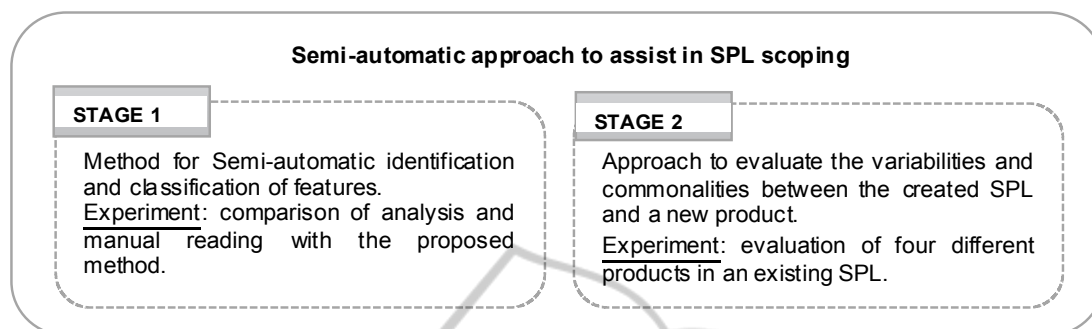 Semi-automatic approach to assist in SPL scoping
STAGE 1
Method for Semi-automatic identification
and classification of features.
Experiment: comparison of analysis and
manual reading with the proposed
method.
STAGE 2
Approach to evaluate the variabilities and
commonalities between the created SPL
and a new product.
Experiment: evaluation of four different
products in an existing SPL.